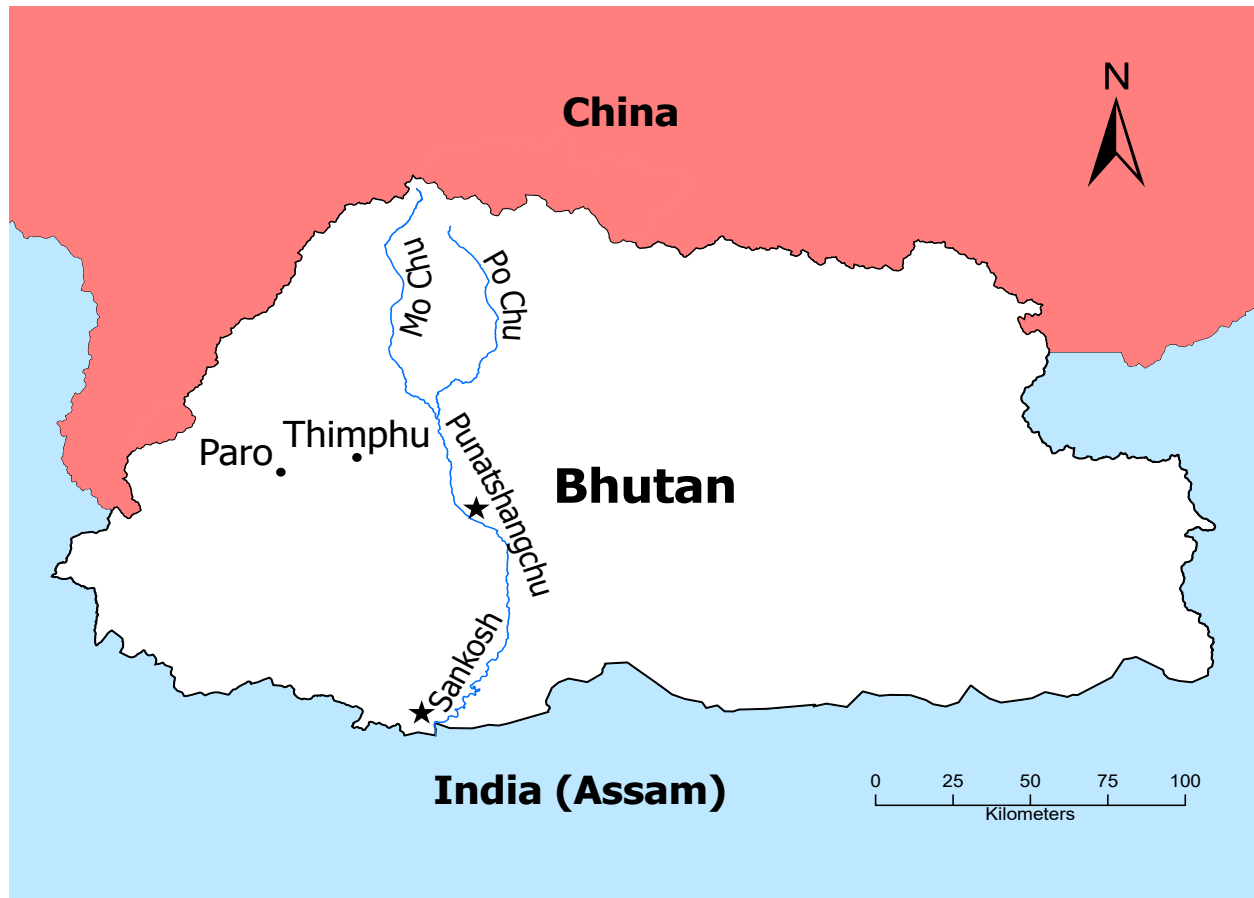 China
N
Mo Chu
Po Chu
Paro
Thimphu
Punatshangchu
Bhutan
Sankosh
India (Assam)
0 25 50 75 100
Kilometers